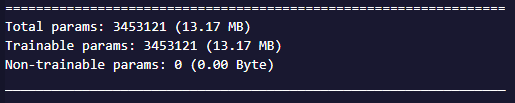 =================================================================
Total params: 3453121 (13.17 MB)
Trainable params: 3453121 (13.17 MB)
Non-trainable params: 0 (0.00 Byte)
_________________________________________________________________